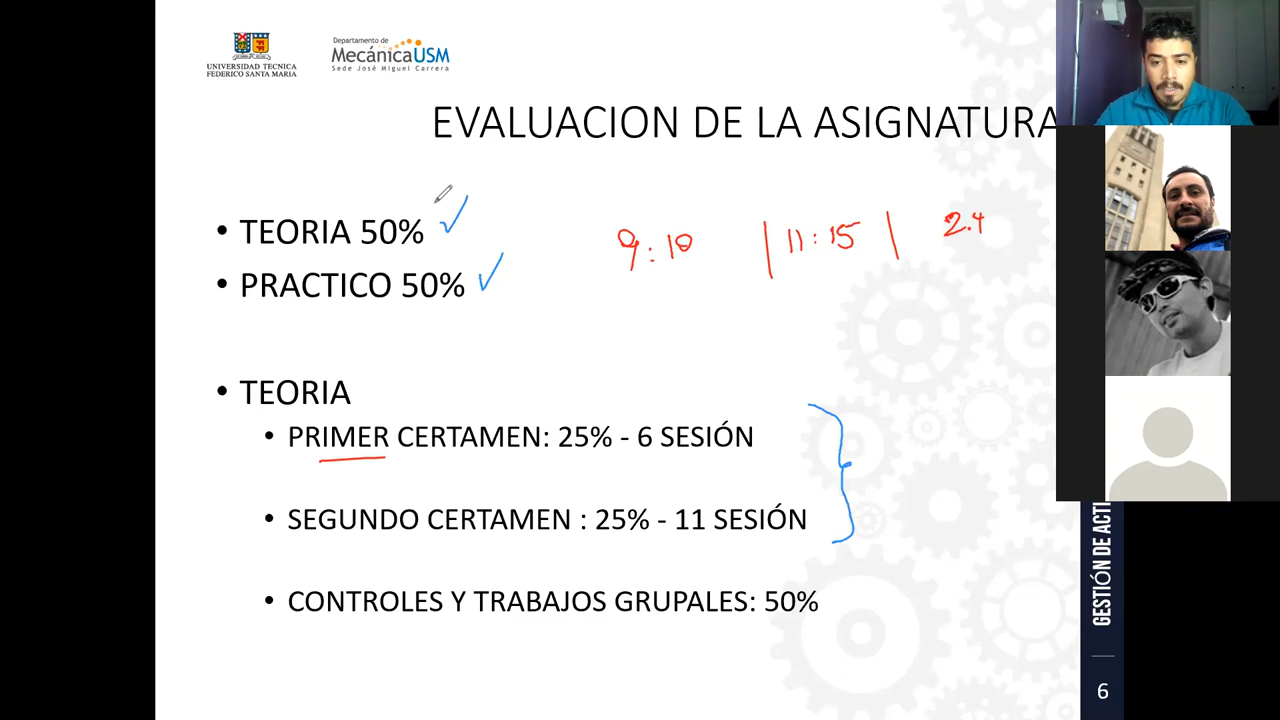 UNIVERSIDAD TECNICA
FEDERICO SANTA MARIA
Departamento de
MecánicaUSM
Sede José Miguel Carrera
EVALUACION DE LA ASIGNATURA
• TEORIA 50%
• PRACTICO 50%
9:10 | 11:15 | 2.4
• TEORIA
• PRIMER CERTAMEN: 25% - 6 SESIÓN
• SEGUNDO CERTAMEN : 25% - 11 SESIÓN
• CONTROLES Y TRABAJOS GRUPALES: 50%
GESTIÓN DE ACTI
6